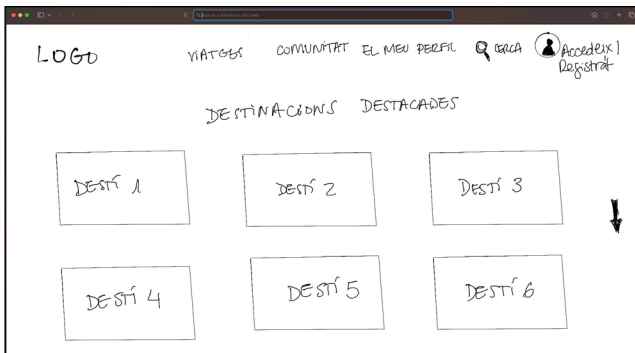 LOGO
VIATGES COMUNITAT EL MEU PERFIL CERCA Accedeix |
Registra't
DESTINACIONS DESTACADES
DESTÍ 1 DESTÍ 2 DESTÍ 3
DESTÍ 4 DESTÍ 5 DESTÍ 6